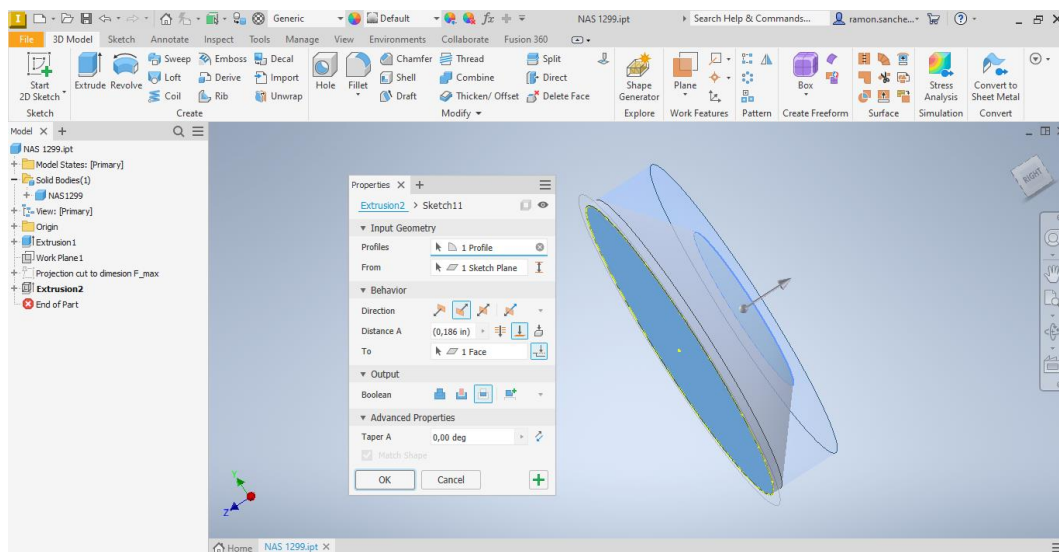 Generic
Default
NAS 1299.ipt
Search Help & Commands...
ramon.sanche...
File 3D Model Sketch Annotate Inspect Tools Manage View Environments Collaborate Fusion 360
Start
2D Sketch
Extrude Revolve
Sweep Emboss Decal
Loft Derive Import
Coil Rib Unwrap
Hole Fillet
Chamfer Thread Split
Shell Combine Direct
Draft Thicken/ Offset Delete Face
Shape
Generator
Plane
Box
Stress
Analysis
Convert to
Sheet Metal
Sketch Create Modify Explore Work Features Pattern Create Freeform Surface Simulation Convert
Model × +
NAS 1299.ipt
Model States: [Primary]
Solid Bodies(1)
NAS1299
View: [Primary]
Origin
Extrusion1
Work Plane1
Projection cut to dimesion F_max
Extrusion2
End of Part
Properties × +
Extrusion2 > Sketch11
Input Geometry
Profiles 1 Profile
From 1 Sketch Plane
Behavior
Direction
Distance A (0,186 in)
To 1 Face
Output
Boolean
Advanced Properties
Taper A 0,00 deg
Match Shape
OK Cancel
RIGHT
Y
Z
Home NAS 1299.ipt ×